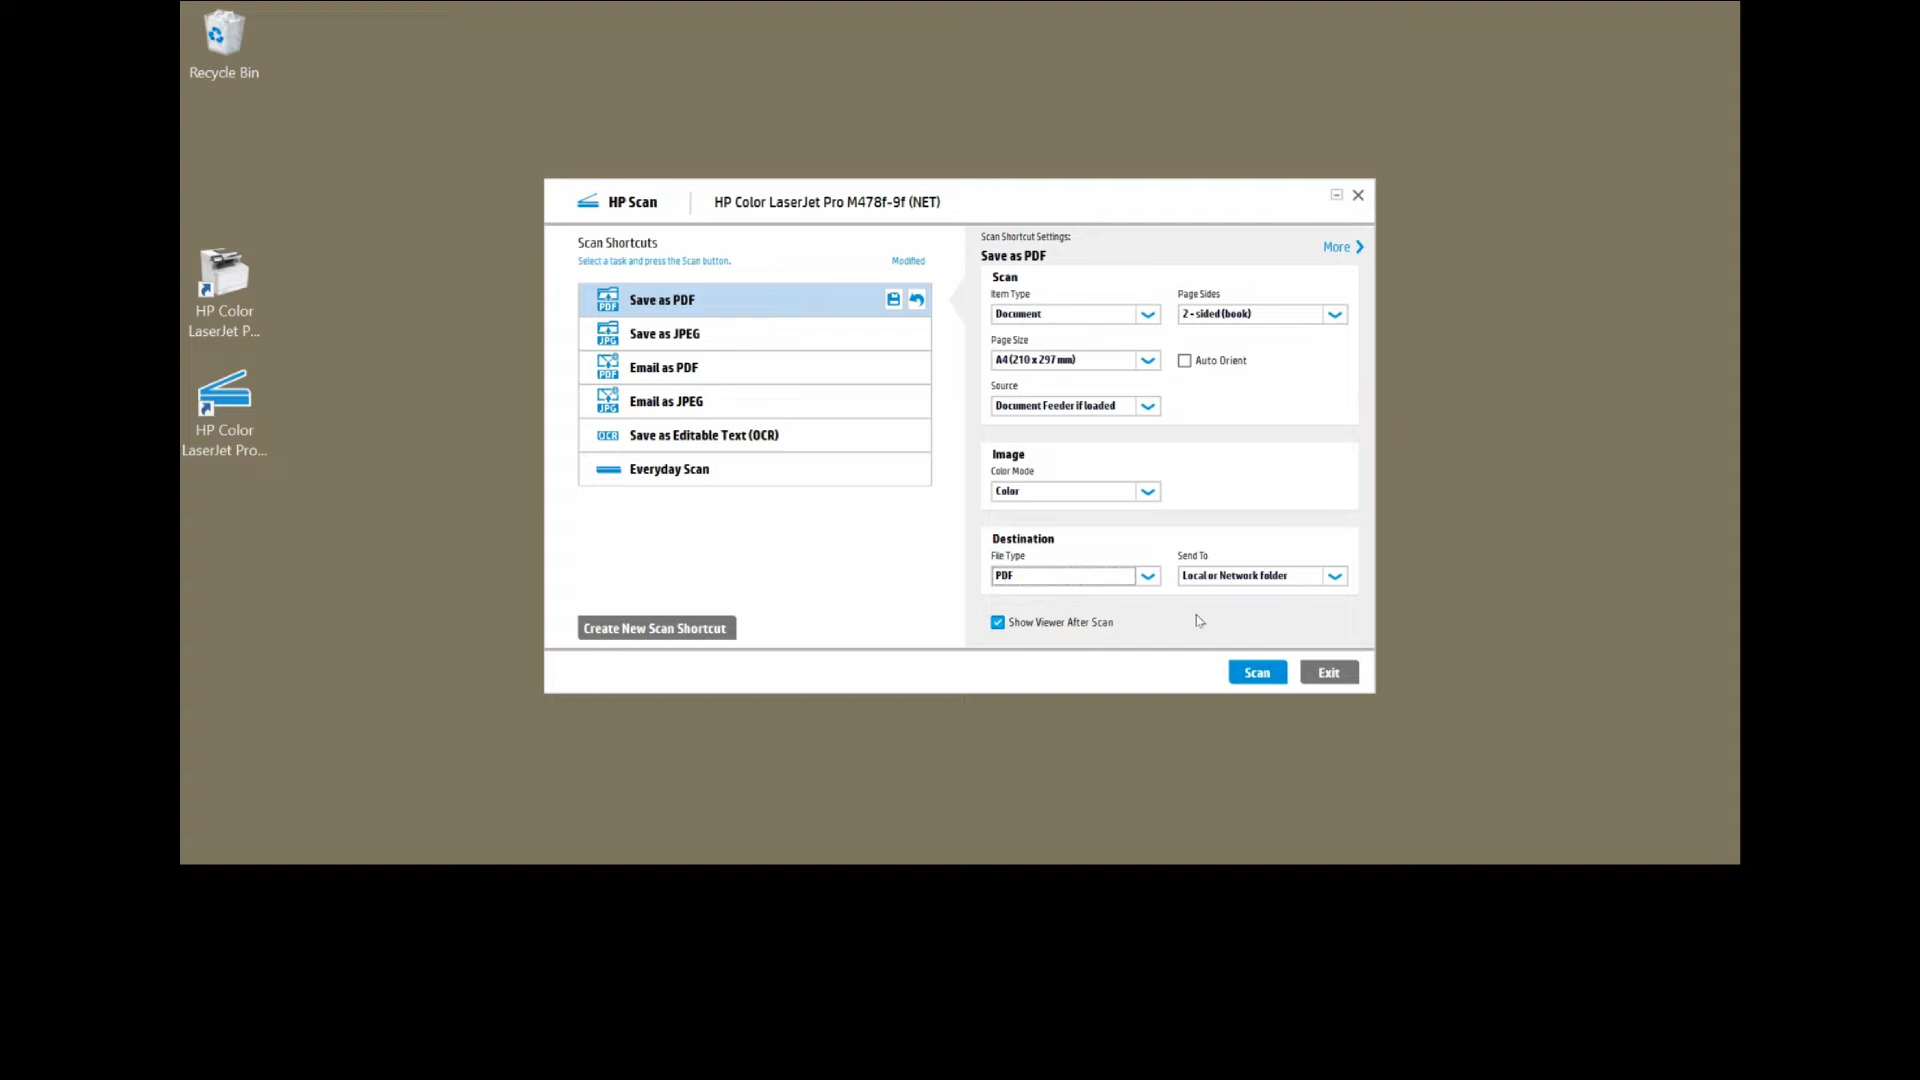 Recycle Bin
HP Color
LaserJet P...
HP Color
LaserJet Pro...
HP Scan
HP Color LaserJet Pro M478f-9f (NET)
Scan Shortcuts
Select a task and press the Scan button.
Modified
PDF
Save as PDF
JPG
Save as JPEG
PDF
Email as PDF
JPG
Email as JPEG
OCR
Save as Editable Text (OCR)
Everyday Scan
Create New Scan Shortcut
Scan Shortcut Settings:
More
Save as PDF
Scan
Item Type
Page Sides
Document
2 - sided (book)
Page Size
A4 (210 x 297 mm)
Auto Orient
Source
Document Feeder if loaded
Image
Color Mode
Color
Destination
File Type
Send To
PDF
Local or Network folder
Show Viewer After Scan
Scan
Exit